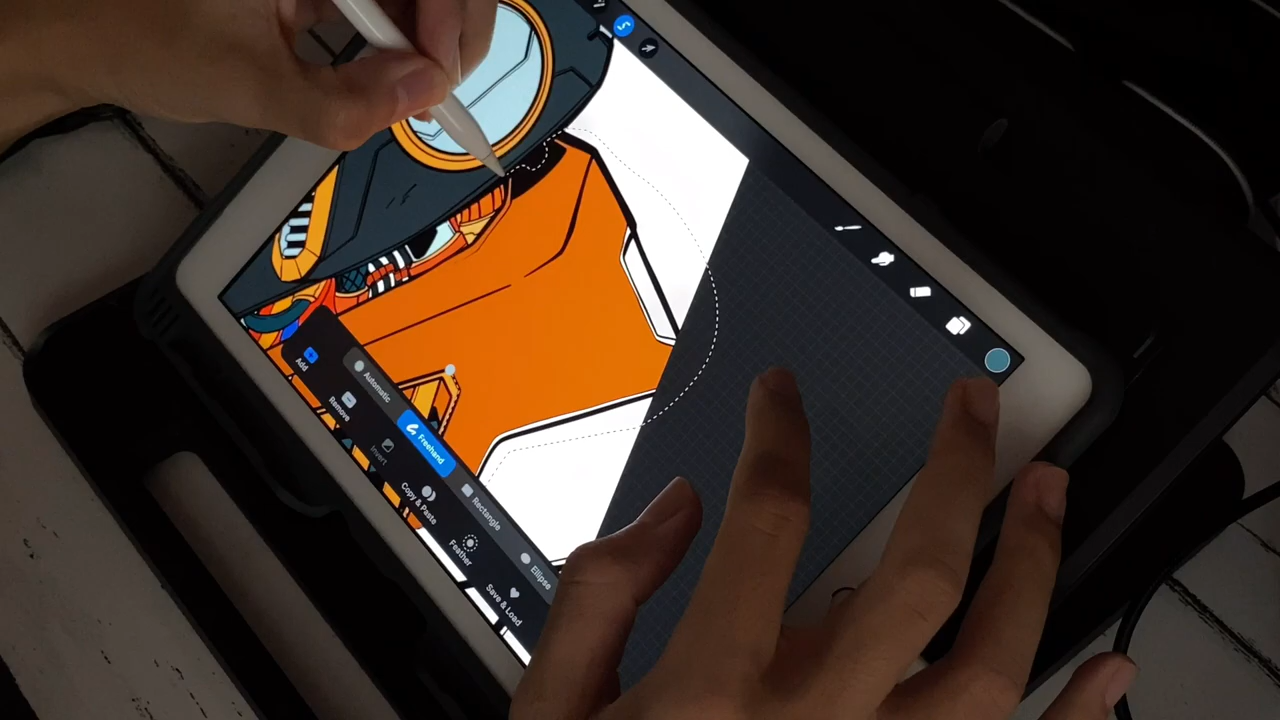 Automatic
Freehand
Rectangle
Ellipse
Add
Remove
Invert
Copy & Paste
Feather
Save & Load